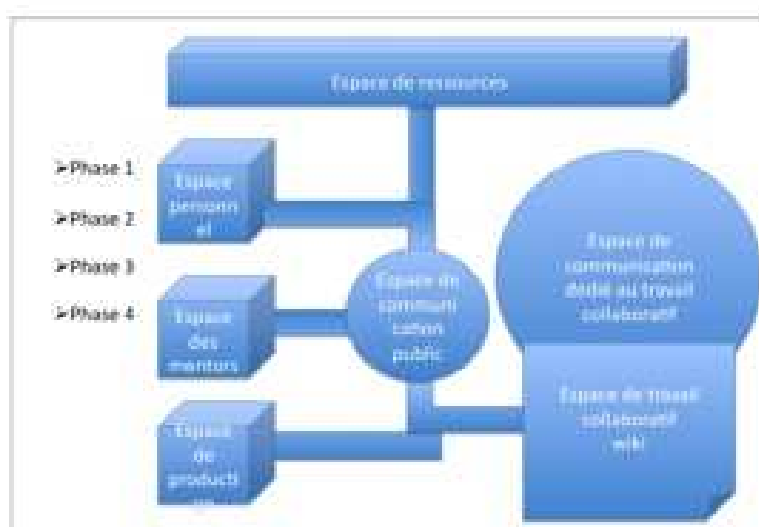 Espace de ressources
➢Phase 1
➢Phase 2
➢Phase 3
➢Phase 4
Espace
personn
el
Espace
des
mentors
Espace
de
producti
on
Espace de
communi
cation
public
Espace de
communication
dédié au travail
collaboratif
Espace de travail
collaboratif
wiki